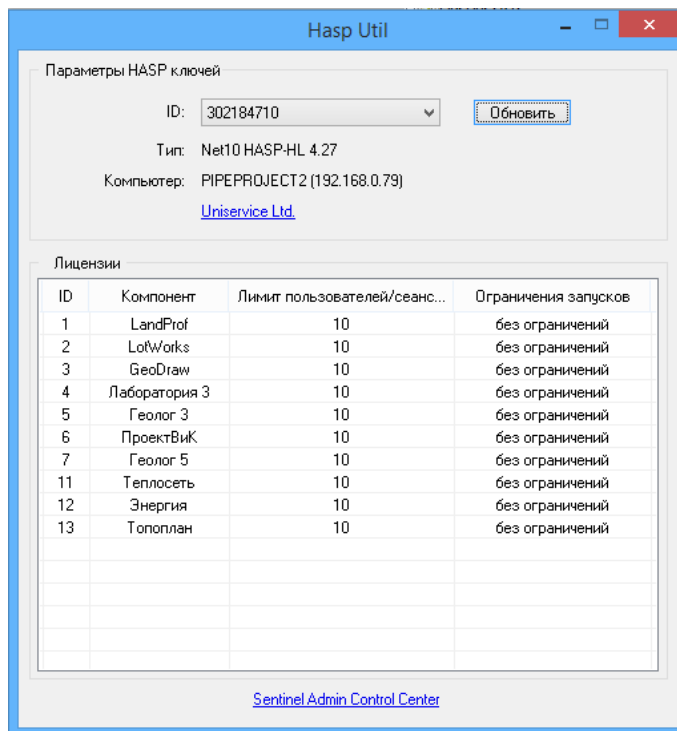 Hasp Util
Параметры HASP ключей
ID: 302184710 Обновить
Тип: Net10 HASP-HL 4.27
Компьютер: PIPEPROJECT2 (192.168.0.79)
Uniservice Ltd.
Лицензии
ID Компонент Лимит пользователей/сеанс... Ограничения запусков
1 LandProf 10 без ограничений
2 LotWorks 10 без ограничений
3 GeoDraw 10 без ограничений
4 Лаборатория 3 10 без ограничений
5 Геолог 3 10 без ограничений
6 ПроектВиК 10 без ограничений
7 Геолог 5 10 без ограничений
11 Теплосеть 10 без ограничений
12 Энергия 10 без ограничений
13 Топоплан 10 без ограничений
Sentinel Admin Control Center